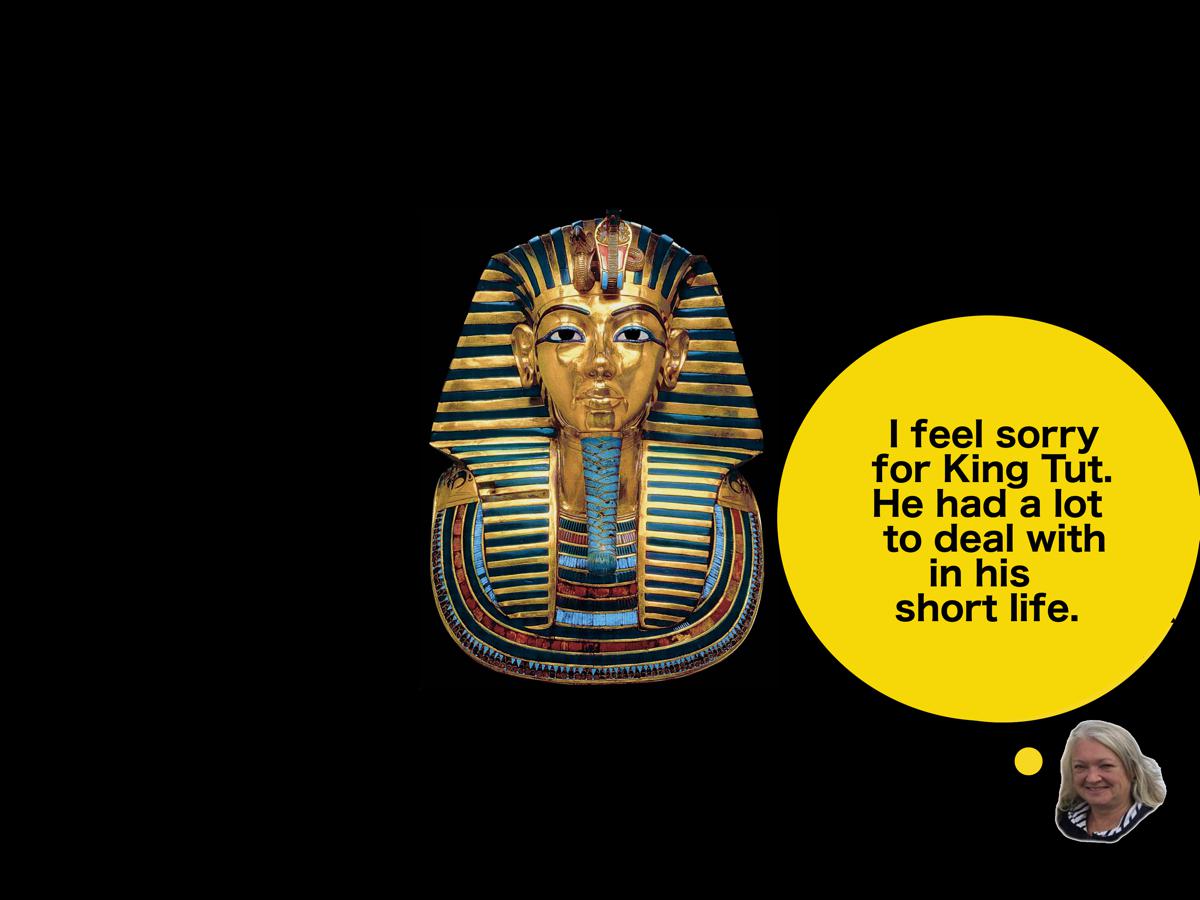 I feel sorry
for King Tut.
He had a lot
to deal with
in his
short life.